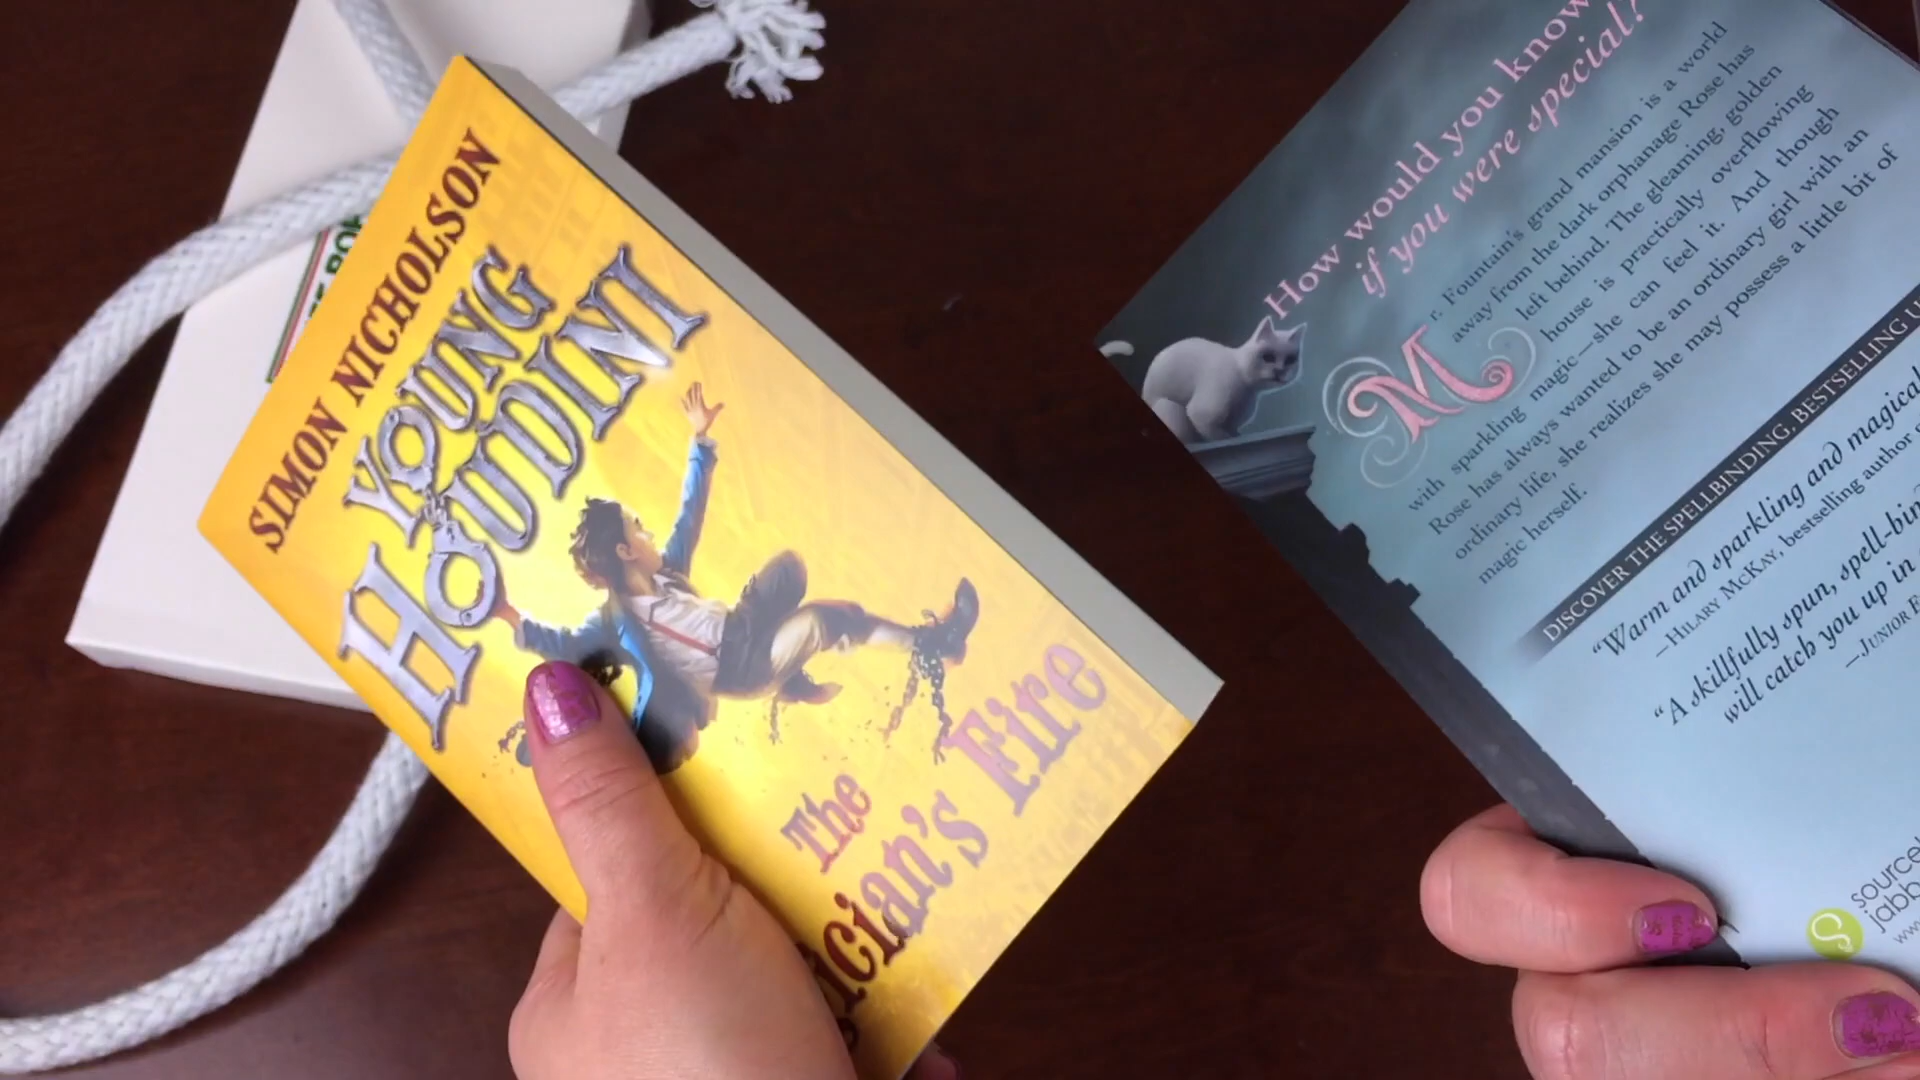 SIMON NICHOLSON
YOUNG
HOUDINI
The
cian's Fire
How would you know
if you were special?
Mr. Fountain's grand mansion is a world
away from the dark orphanage Rose has
left behind. The gleaming, golden
house is practically overflowing
with sparkling magic—she can feel it. And though
Rose has always wanted to be an ordinary girl with an
ordinary life, she realizes she may possess a little bit of
magic herself.
DISCOVER THE SPELLBINDING, BESTSELLING
"Warm and sparkling and magical
—HILARY MCKAY, bestselling author
"A skillfully spun, spell-bin
will catch you up in
—JUNIOR
source
jabb
www